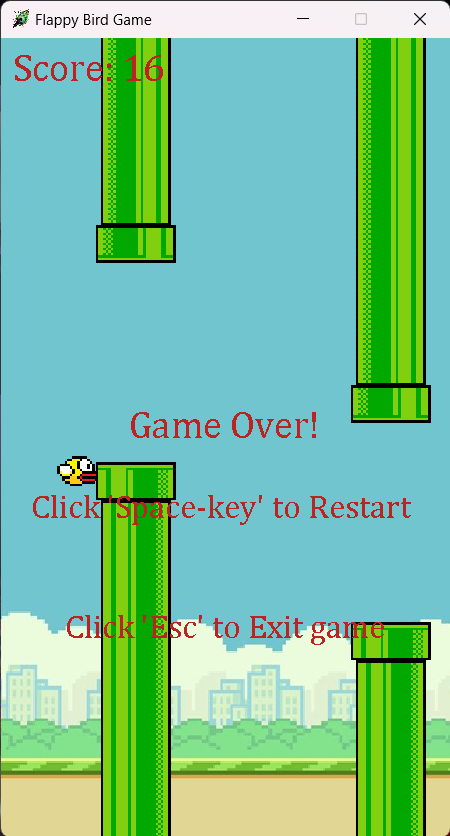 Flappy Bird Game
Score: 16
Game Over!
Click 'Space-key' to Restart
Click 'Esc' to Exit game